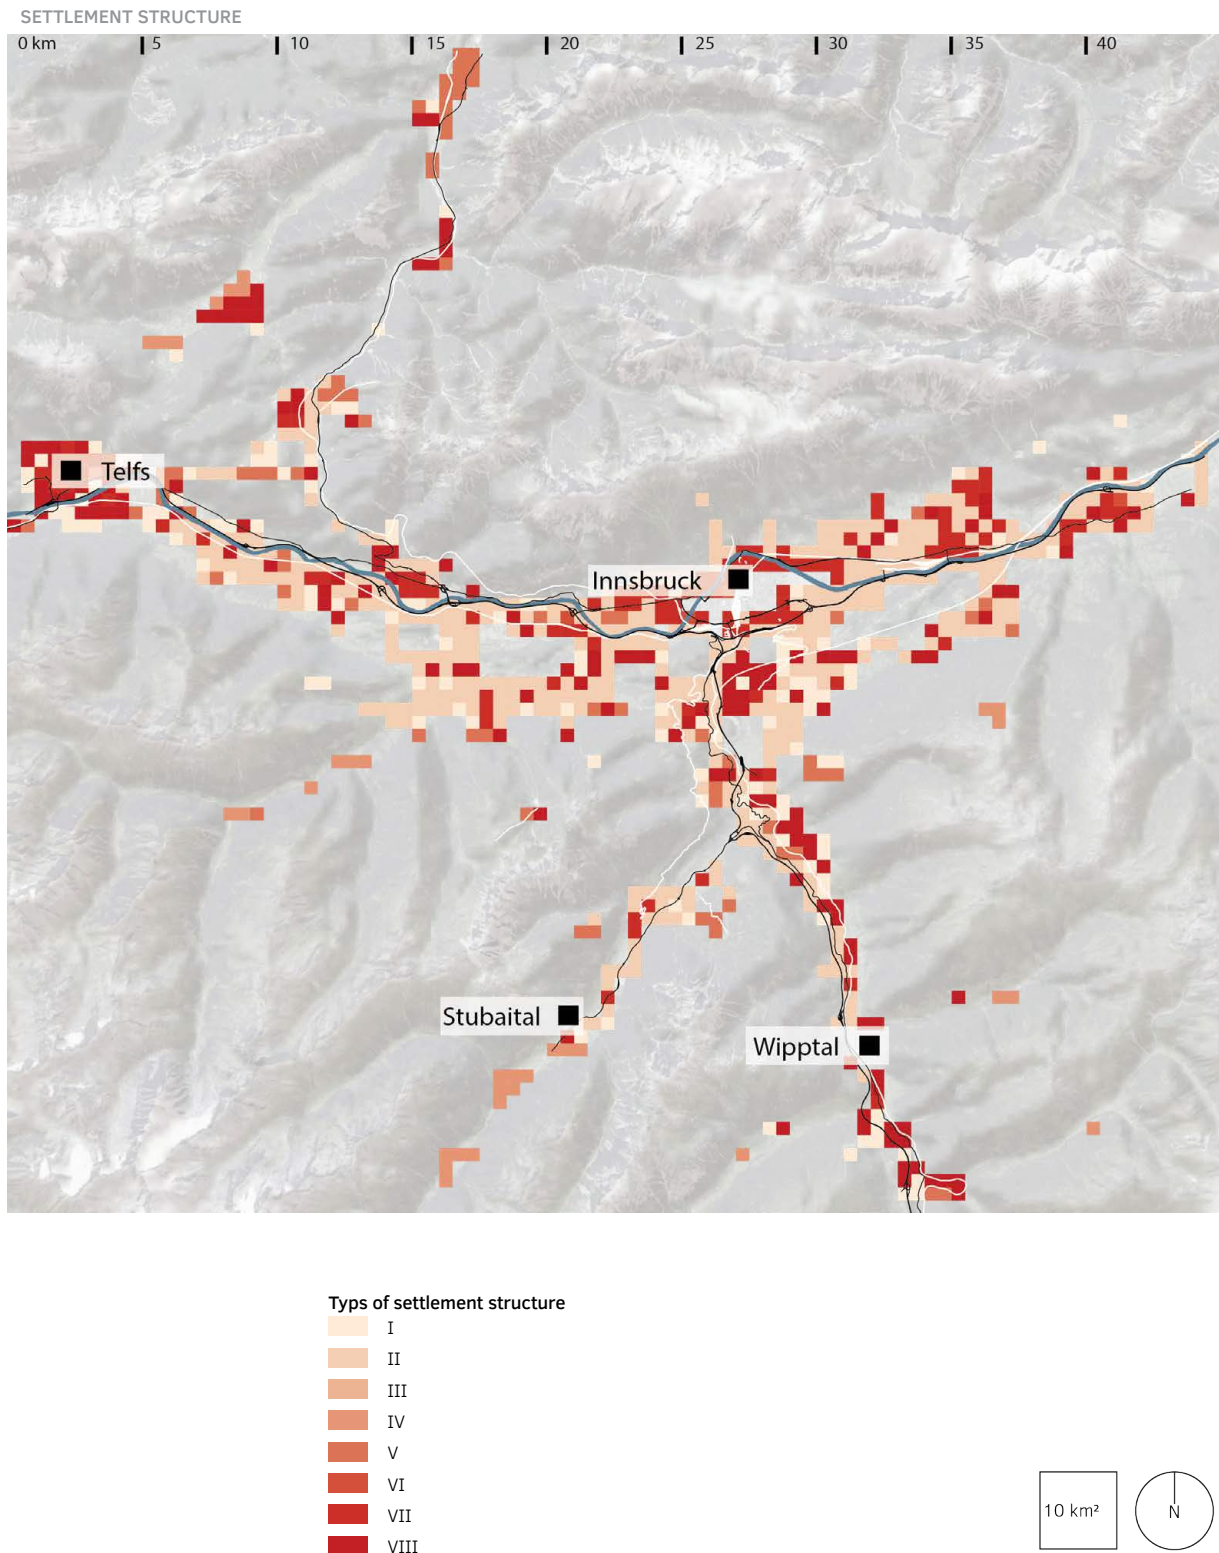 SETTLEMENT STRUCTURE
0 km 5 10 15 20 25 30 35 40
Telfs
Innsbruck
Stubaital
Wipptal
Typs of settlement structure
I
II
III
IV
V
VI
VII
VIII
10 km²
N